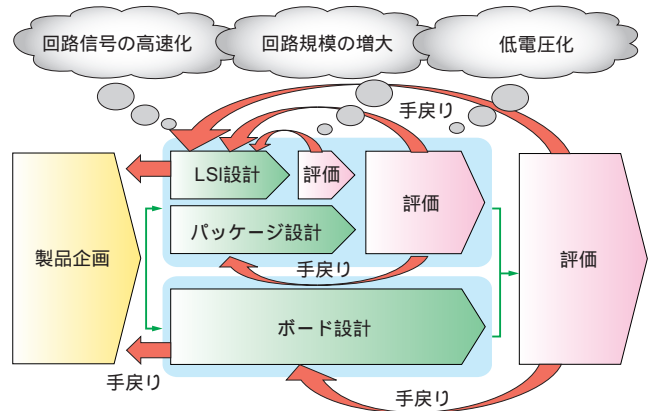 回路信号の高速化
回路規模の増大
低電圧化
手戻り
LSI設計
評価
評価
パッケージ設計
製品企画
評価
手戻り
ボード設計
手戻り
手戻り